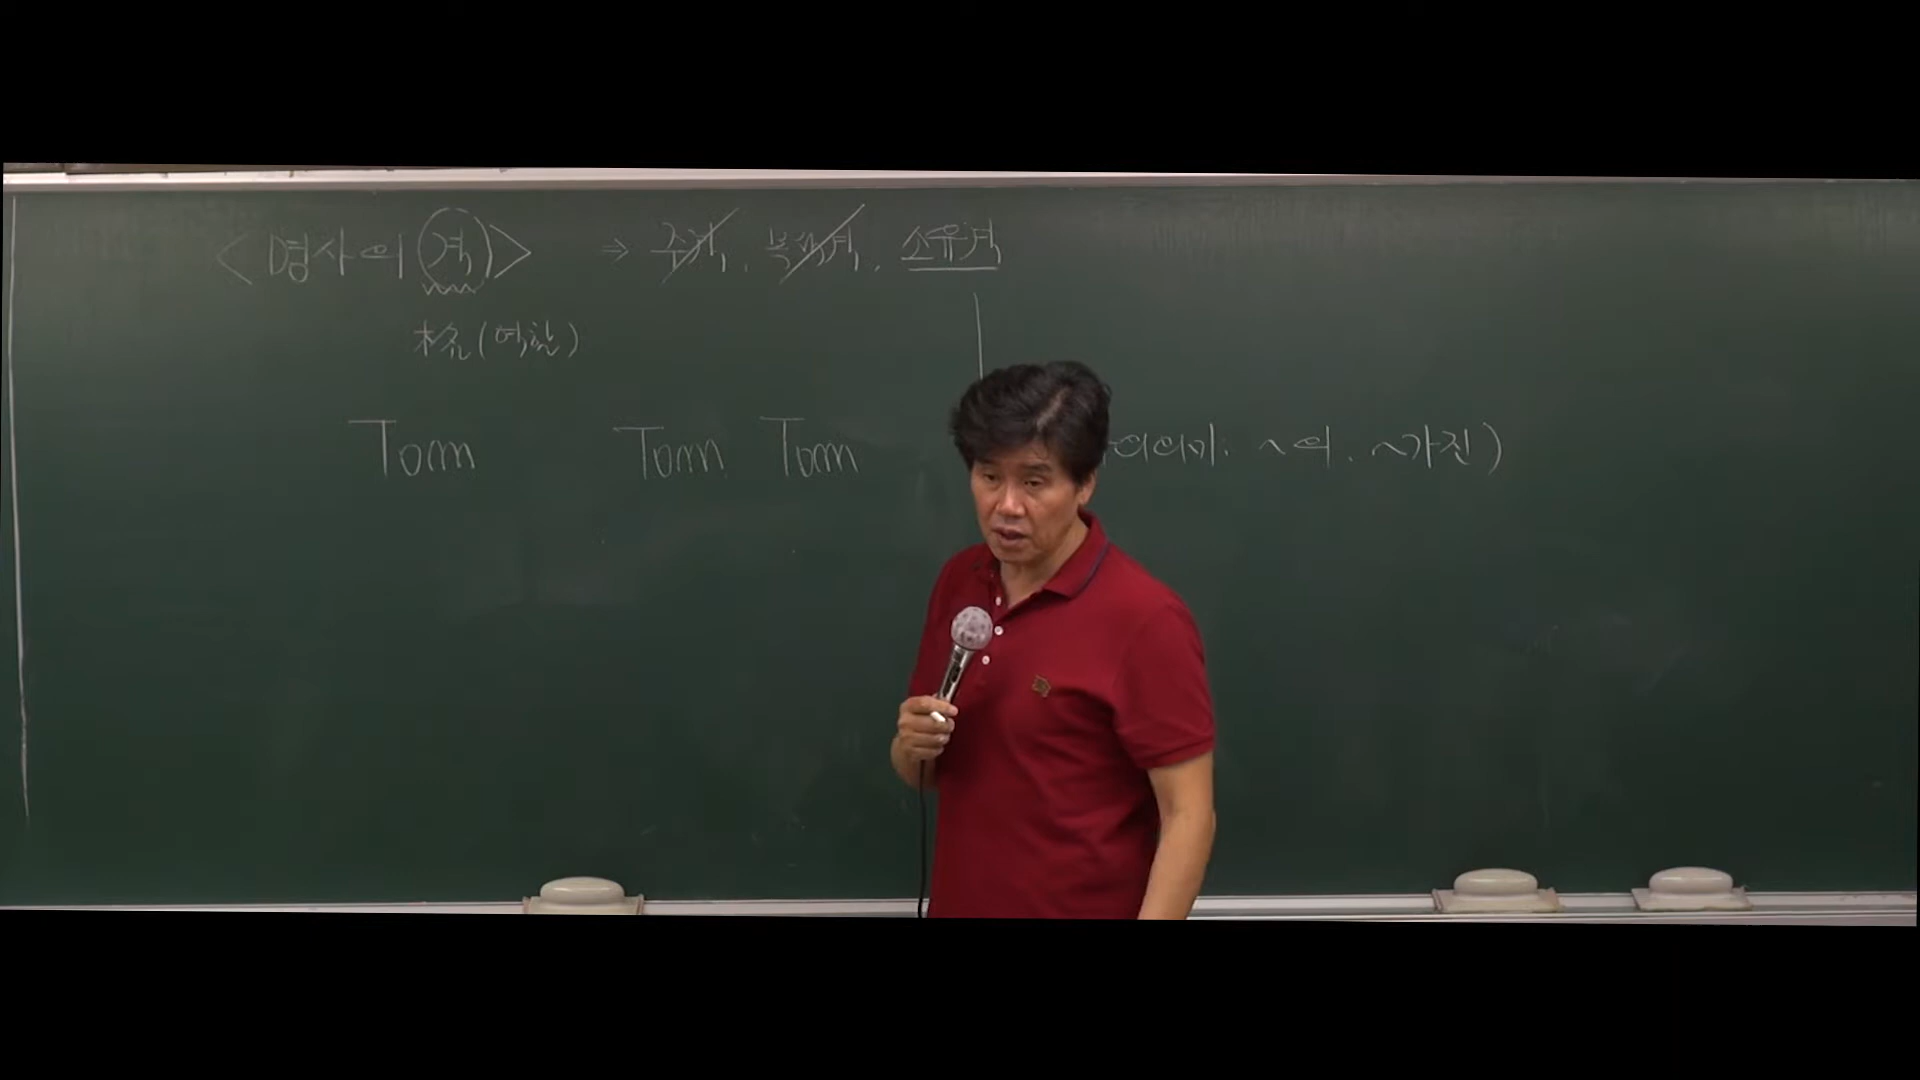 <명사의 격> ⇒ 주격, 목적격, 소유격
格(역할)
Tom Tom Tom 의미: ~의, ~가진)